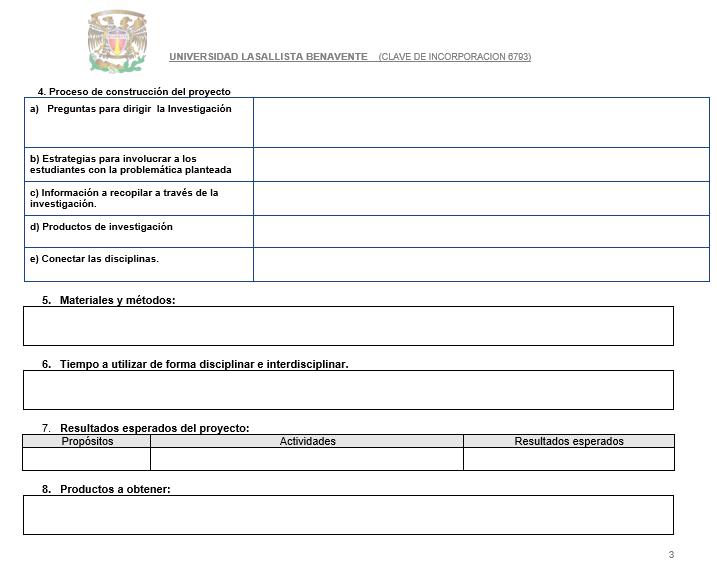 UNIVERSIDAD LASALLISTA BENAVENTE (CLAVE DE INCORPORACION 6793)
4. Proceso de construcción del proyecto
a) Preguntas para dirigir la Investigación
b) Estrategias para involucrar a los
estudiantes con la problemática planteada
c) Información a recopilar a través de la
investigación.
d) Productos de investigación
e) Conectar las disciplinas.
5. Materiales y métodos:
6. Tiempo a utilizar de forma disciplinar e interdisciplinar.
7. Resultados esperados del proyecto:
Propósitos Actividades Resultados esperados
8. Productos a obtener:
3